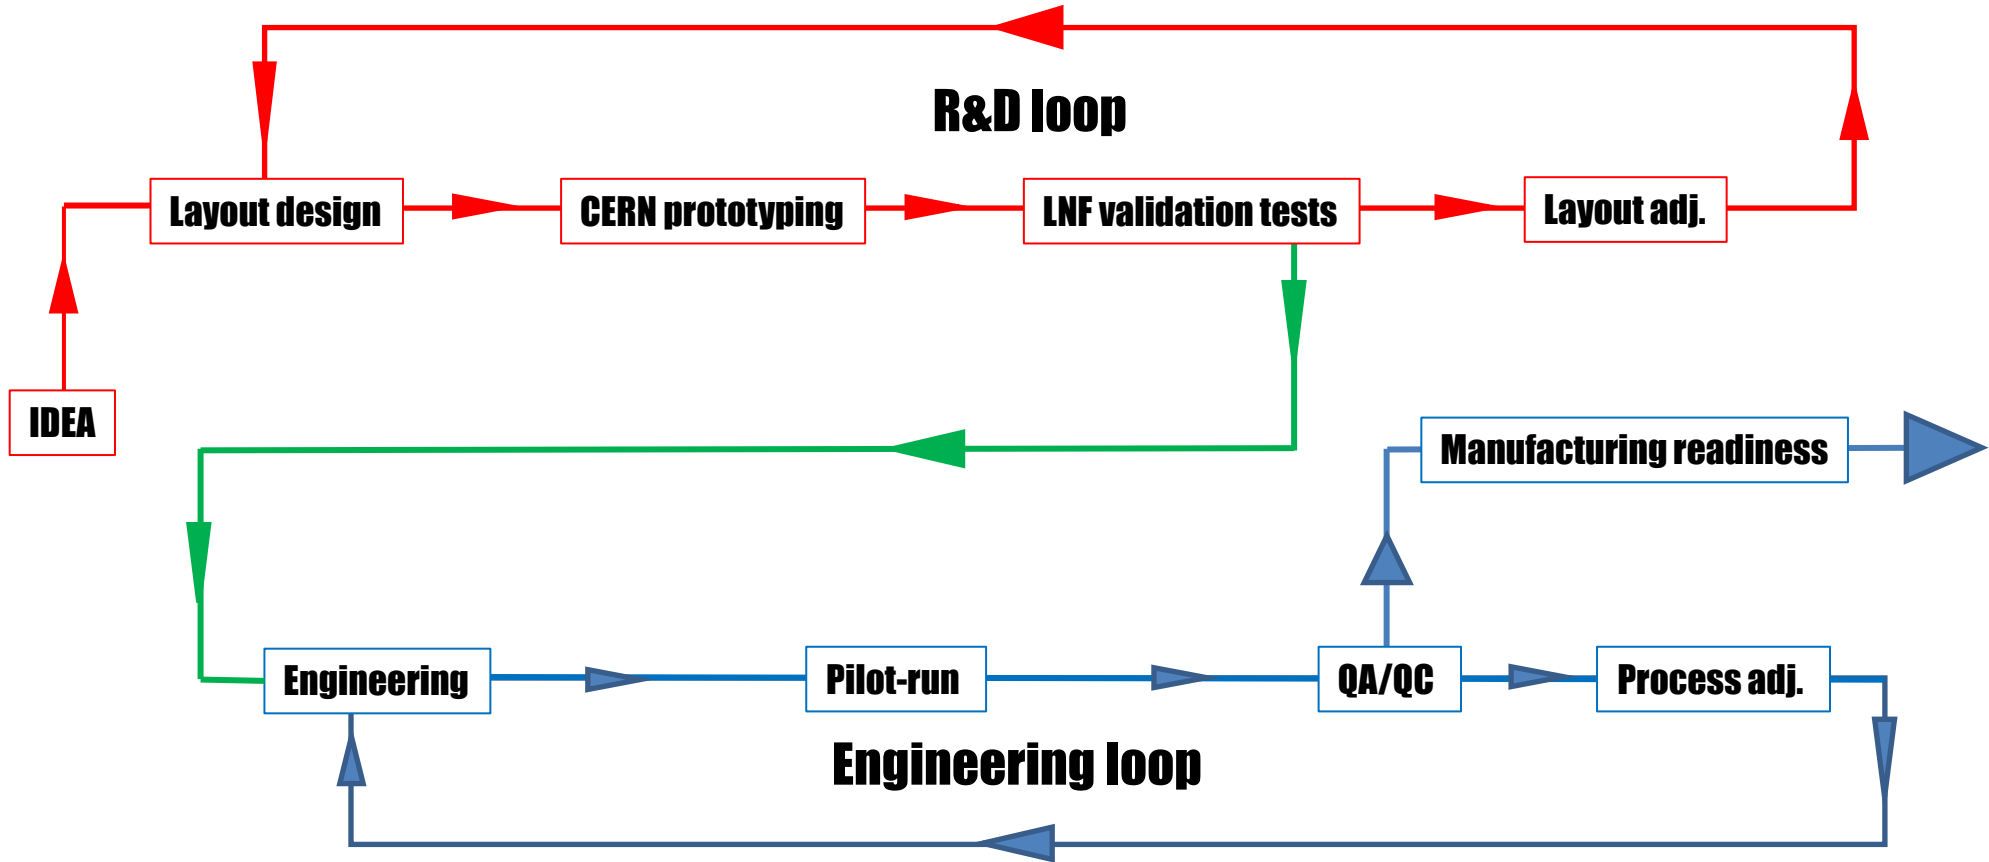 R&D loop
Layout design
CERN prototyping
LNF validation tests
Layout adj.
IDEA
Manufacturing readiness
Engineering
Pilot-run
QA/QC
Process adj.
Engineering loop